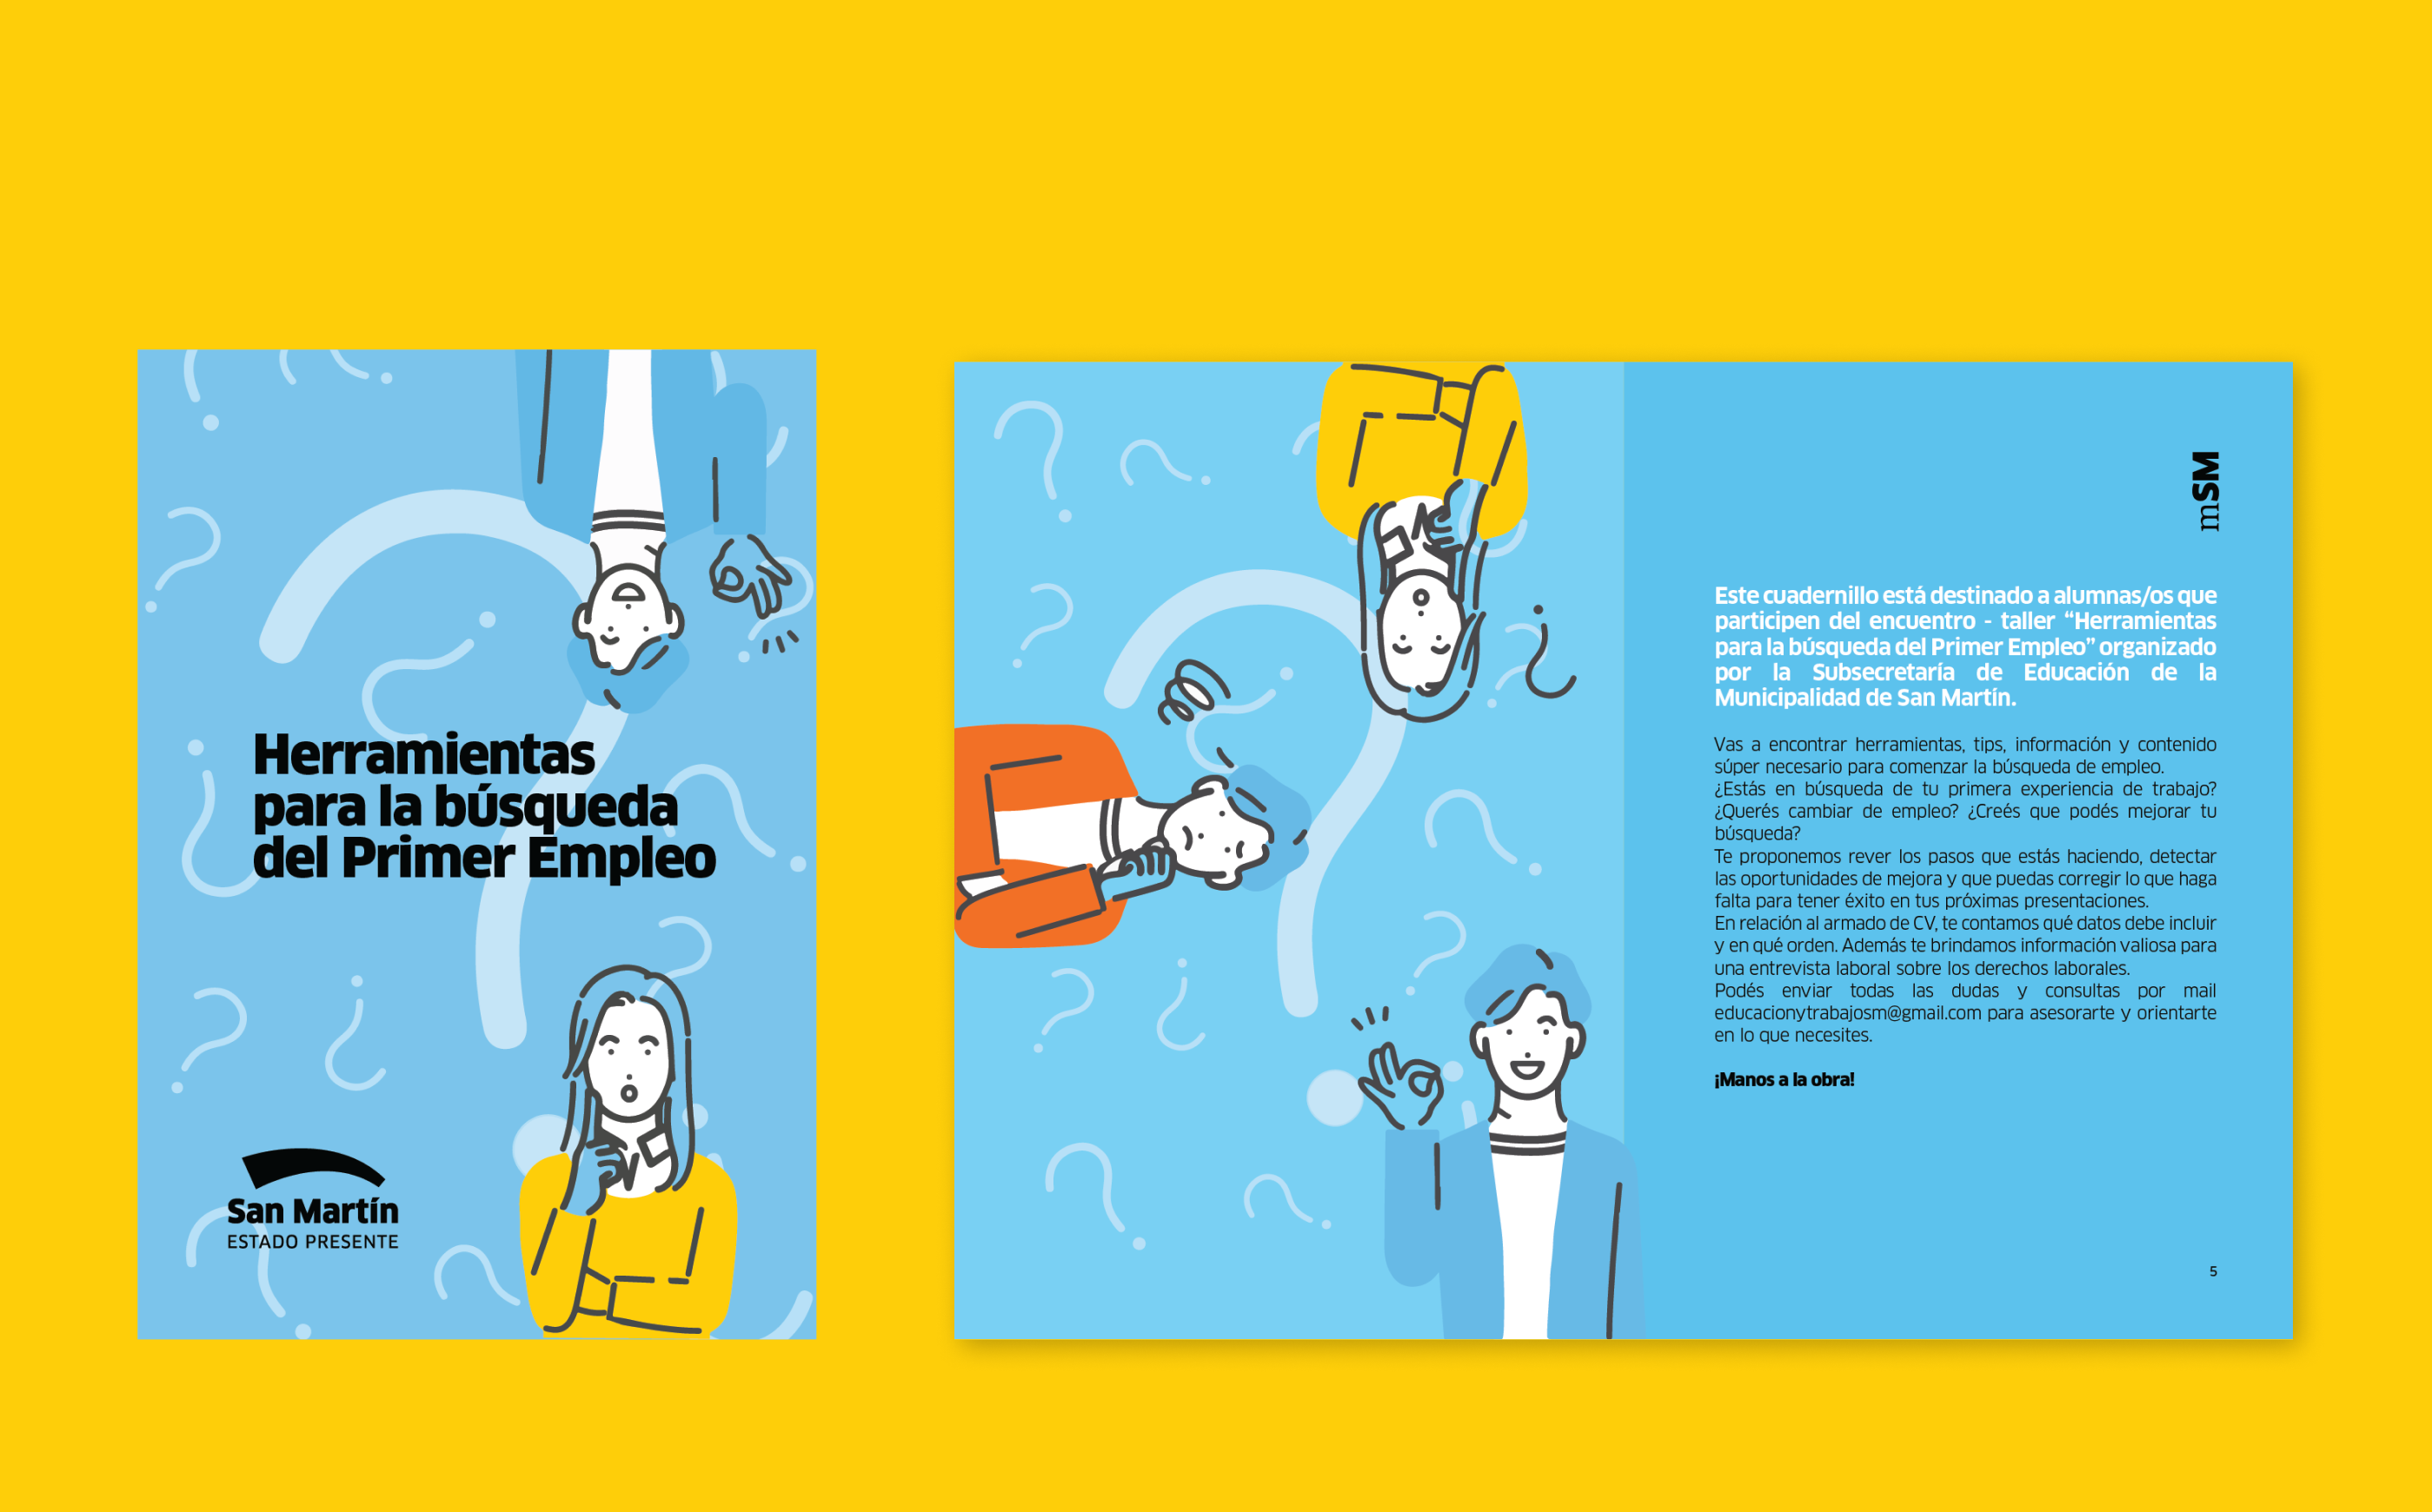 Herramientas
para la búsqueda
del Primer Empleo
San Martín
ESTADO PRESENTE
mSM
Este cuadernillo está destinado a alumnas/os que
participen del encuentro - taller “Herramientas
para la búsqueda del Primer Empleo” organizado
por la Subsecretaría de Educación de la
Municipalidad de San Martín.
Vas a encontrar herramientas, tips, información y contenido
súper necesario para comenzar la búsqueda de empleo.
¿Estás en búsqueda de tu primera experiencia de trabajo?
¿Querés cambiar de empleo? ¿Creés que podés mejorar tu
búsqueda?
Te proponemos rever los pasos que estás haciendo, detectar
las oportunidades de mejora y que puedas corregir lo que haga
falta para tener éxito en tus próximas presentaciones.
En relación al armado de CV, te contamos qué datos debe incluir
y en qué orden. Además te brindamos información valiosa para
una entrevista laboral sobre los derechos laborales.
Podés enviar todas las dudas y consultas por mail
educacionytrabajosm@gmail.com para asesorarte y orientarte
en lo que necesites.
¡Manos a la obra!
5